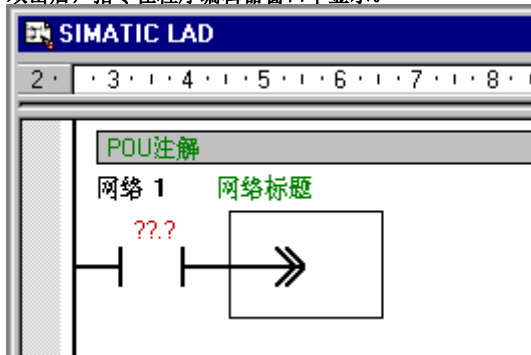 SIMATIC LAD
2 · · 3 · ı · 4 · ı · 5 · ı · 6 · ı · 7 · ı · 8 ·
POU注解
网络 1 网络标题
??.?